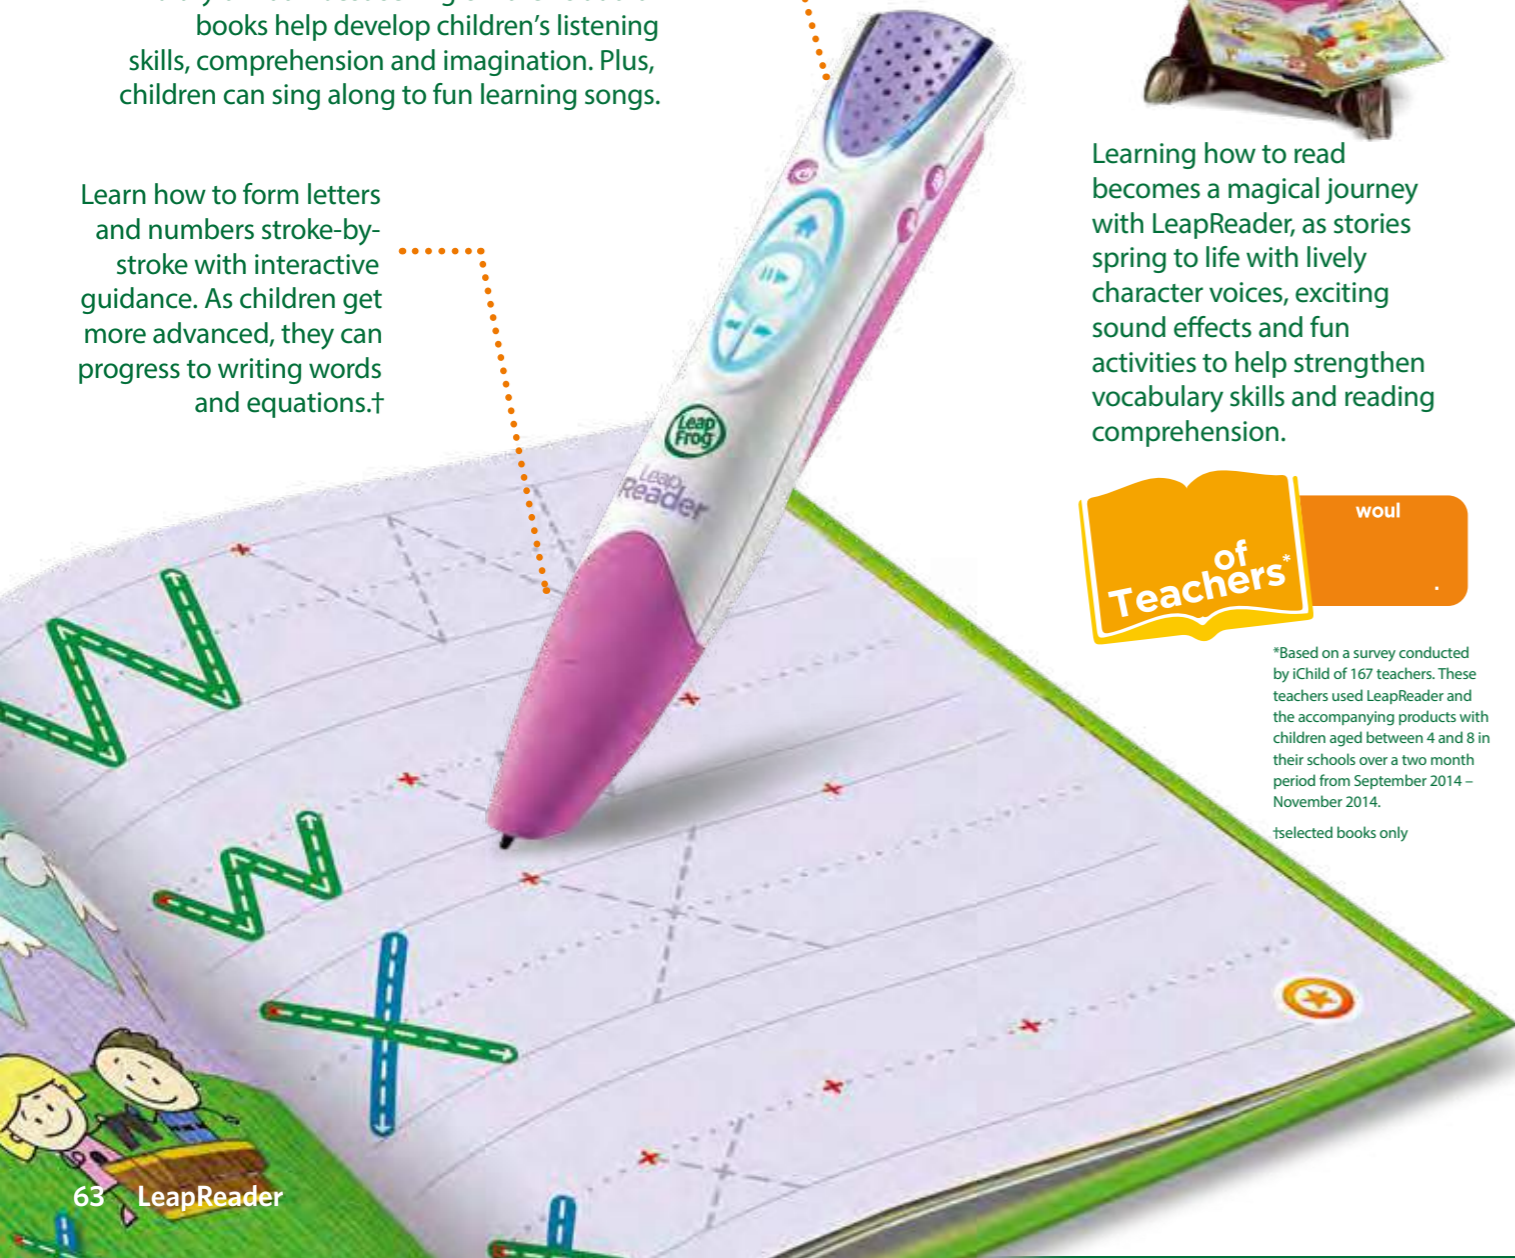 books help develop children's listening
skills, comprehension and imagination. Plus,
children can sing along to fun learning songs.
Learn how to form letters
and numbers stroke-by-
stroke with interactive
guidance. As children get
more advanced, they can
progress to writing words
and equations.†
Leap
Frog
Leap
Reader
Learning how to read
becomes a magical journey
with LeapReader, as stories
spring to life with lively
character voices, exciting
sound effects and fun
activities to help strengthen
vocabulary skills and reading
comprehension.
of
Teachers*
woul
.
*Based on a survey conducted
by iChild of 167 teachers. These
teachers used LeapReader and
the accompanying products with
children aged between 4 and 8 in
their schools over a two month
period from September 2014 –
November 2014.
†selected books only
W
w
X
63 LeapReader